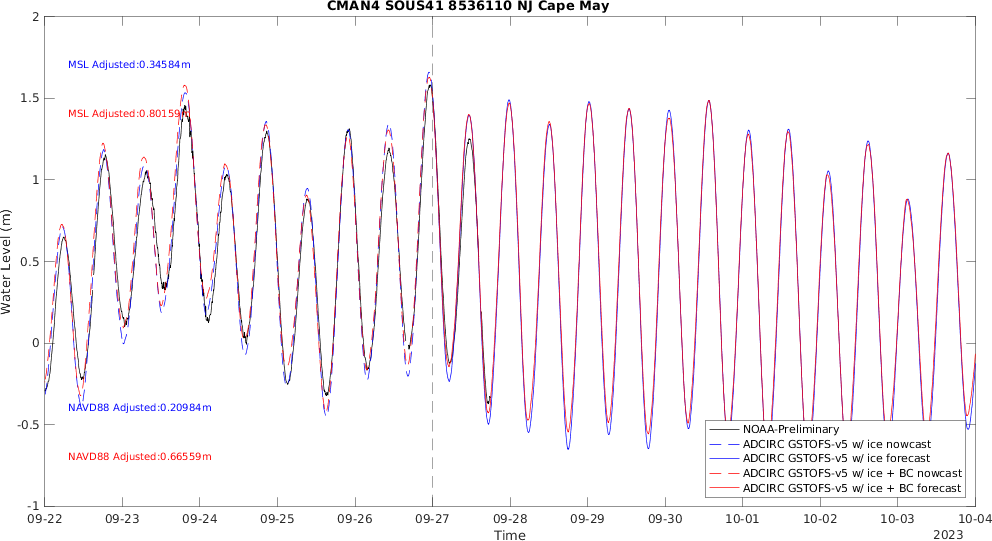 CMAN4 SOUS41 8536110 NJ Cape May
2
1.5
1
0.5
0
-0.5
-1
Water Level (m)
MSL Adjusted:0.34584m
MSL Adjusted:0.80159m
NAVD88 Adjusted:0.20984m
NAVD88 Adjusted:0.66559m
NOAA-Preliminary
ADCIRC GSTOFS-v5 w/ ice nowcast
ADCIRC GSTOFS-v5 w/ ice forecast
ADCIRC GSTOFS-v5 w/ ice + BC nowcast
ADCIRC GSTOFS-v5 w/ ice + BC forecast
09-22 09-23 09-24 09-25 09-26 09-27 09-28 09-29 09-30 10-01 10-02 10-03 10-04
Time
2023